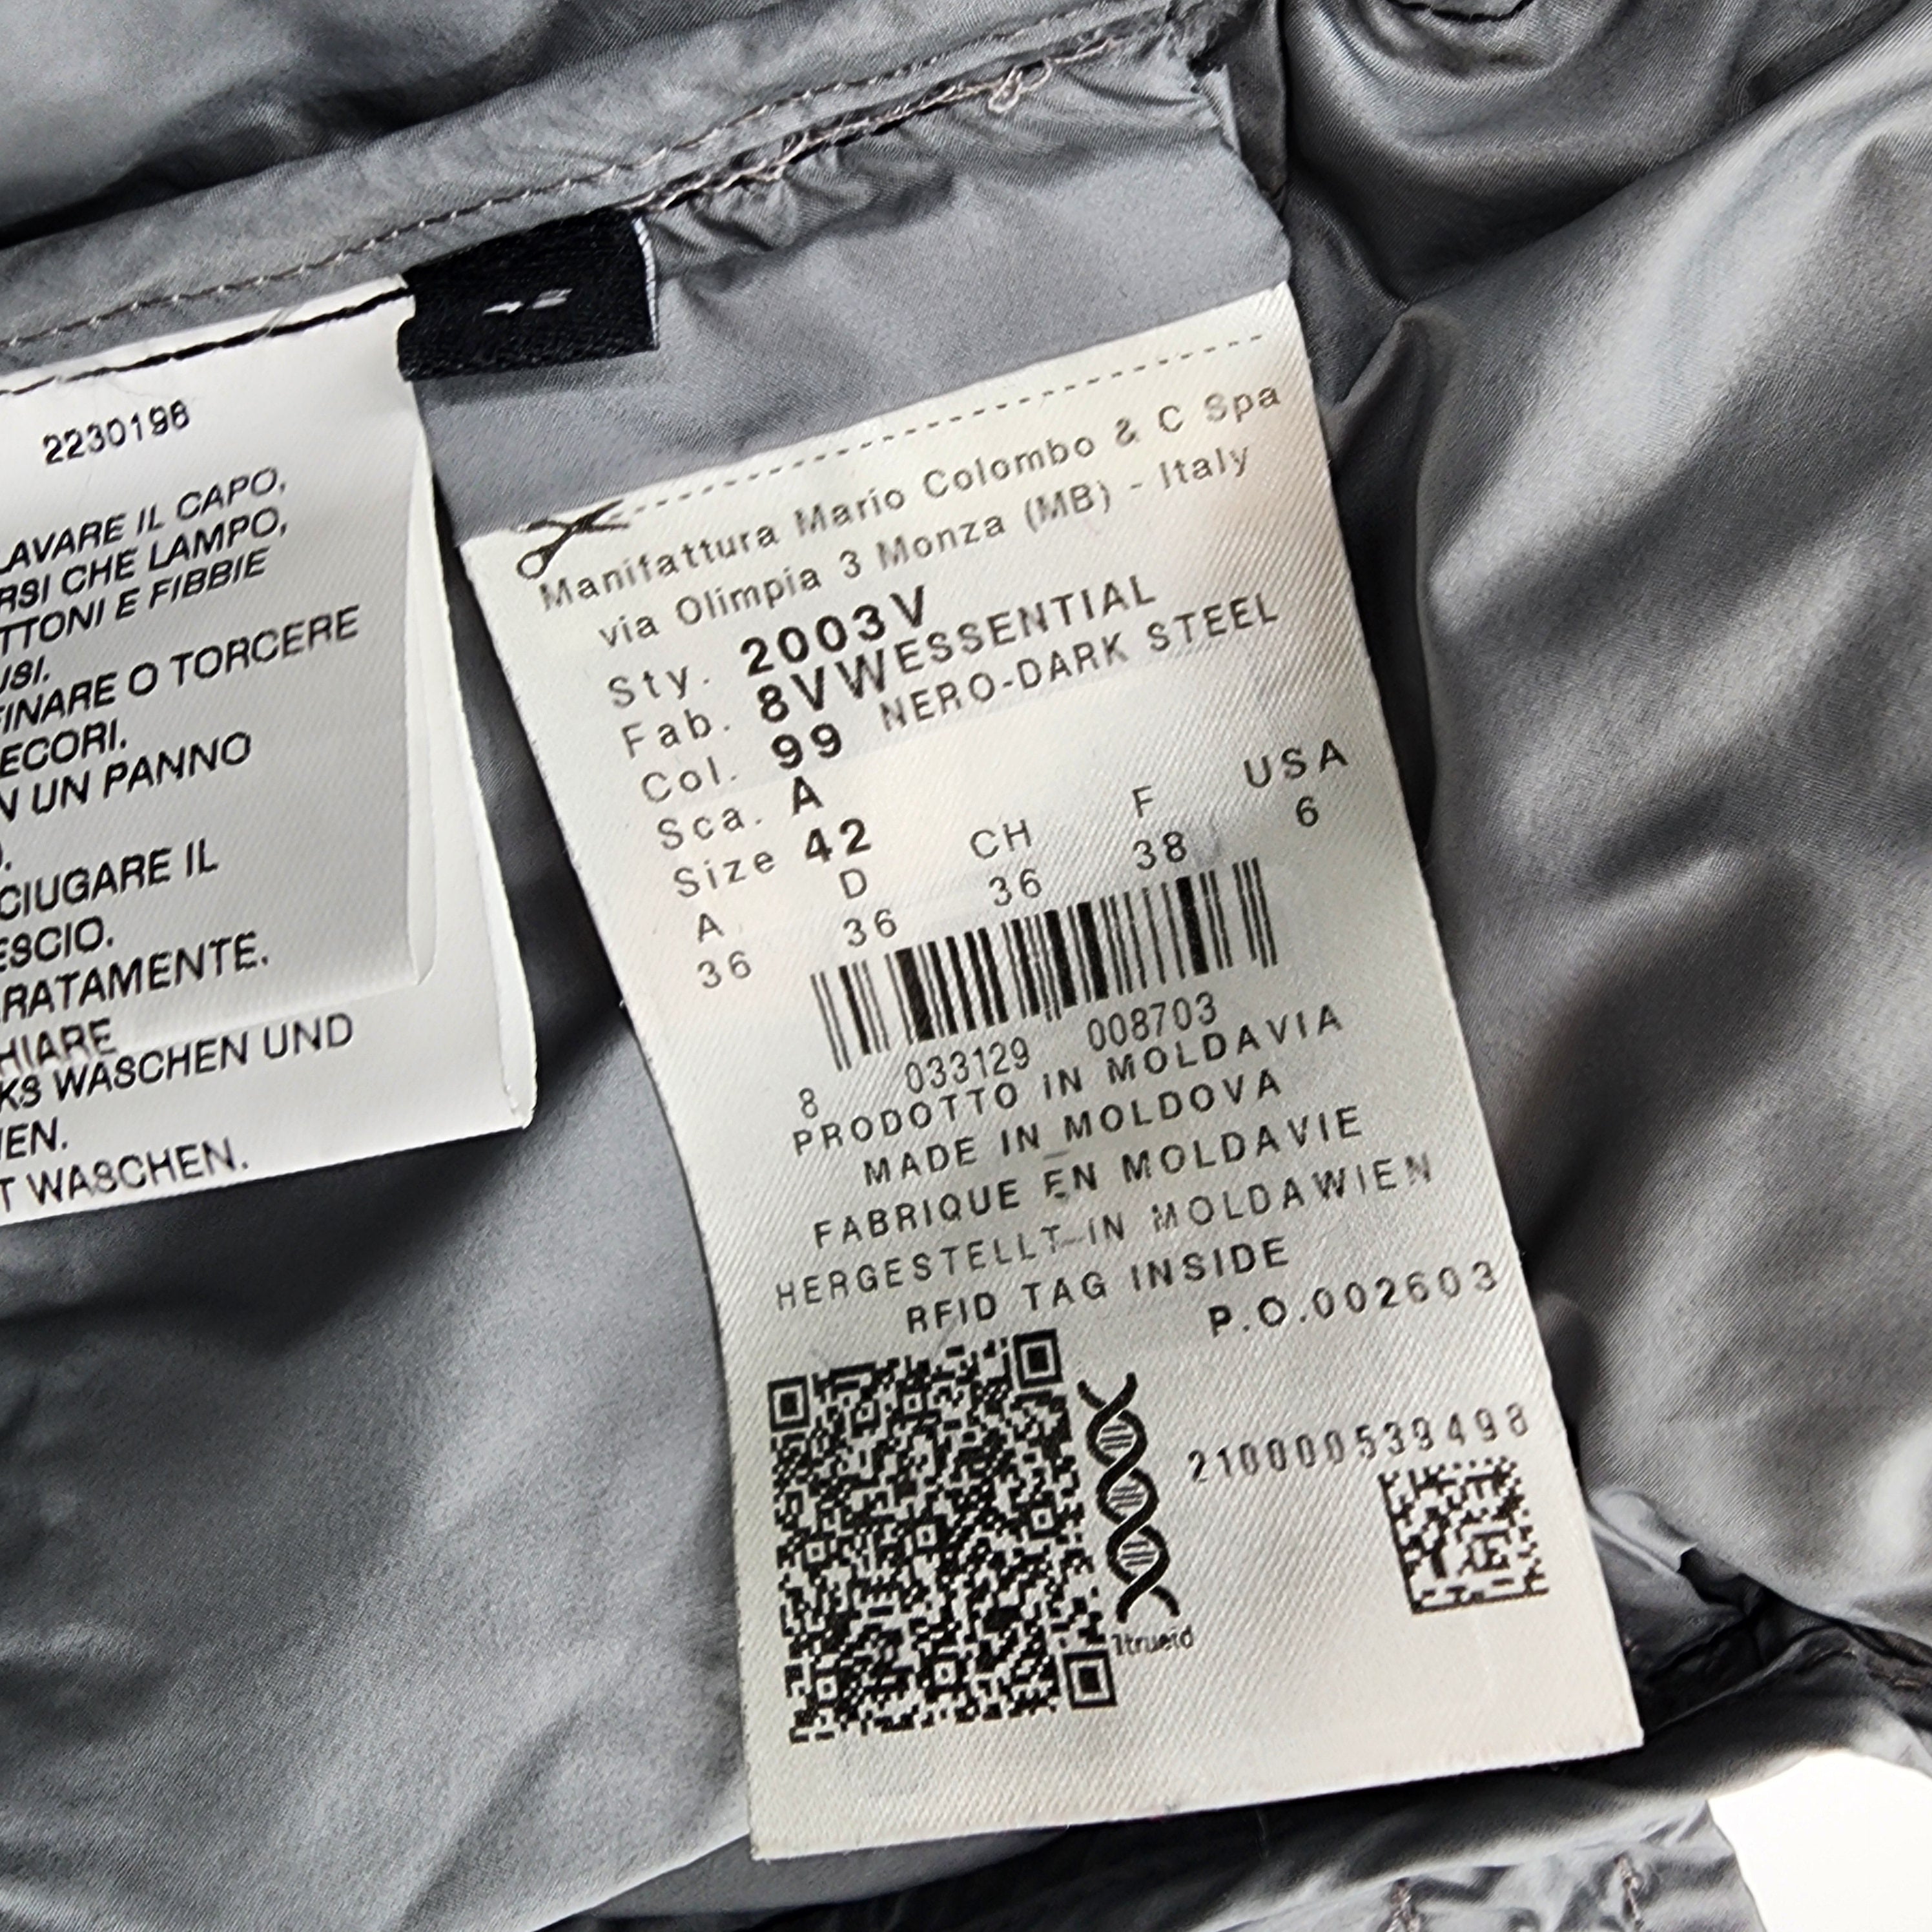 2230198
LAVARE IL CAPO,
RSI CHE LAMPO,
TTONI E FIBBIE
USI.
FINARE O TORCERE
ECORI.
N UN PANNO
CIUGARE IL
ESCIO.
RATAMENTE.
HIARE
KS WASCHEN UND
EN.
T WASCHEN.
Manifattura Mario Colombo & C Spa
via Olimpia 3 Monza (MB) - Italy
Sty. 2003V
Fab. 8VWESSENTIAL
Col. 99 NERO-DARK STEEL
Sca. A
Size 42
A D CH F USA
36 36 36 38 6
8 033129 008703
PRODOTTO IN MOLDAVIA
MADE IN MOLDOVA
FABRIQUE EN MOLDAVIE
HERGESTELLT IN MOLDAWIEN
RFID TAG INSIDE
P.O.002603
210000539498
1trueid